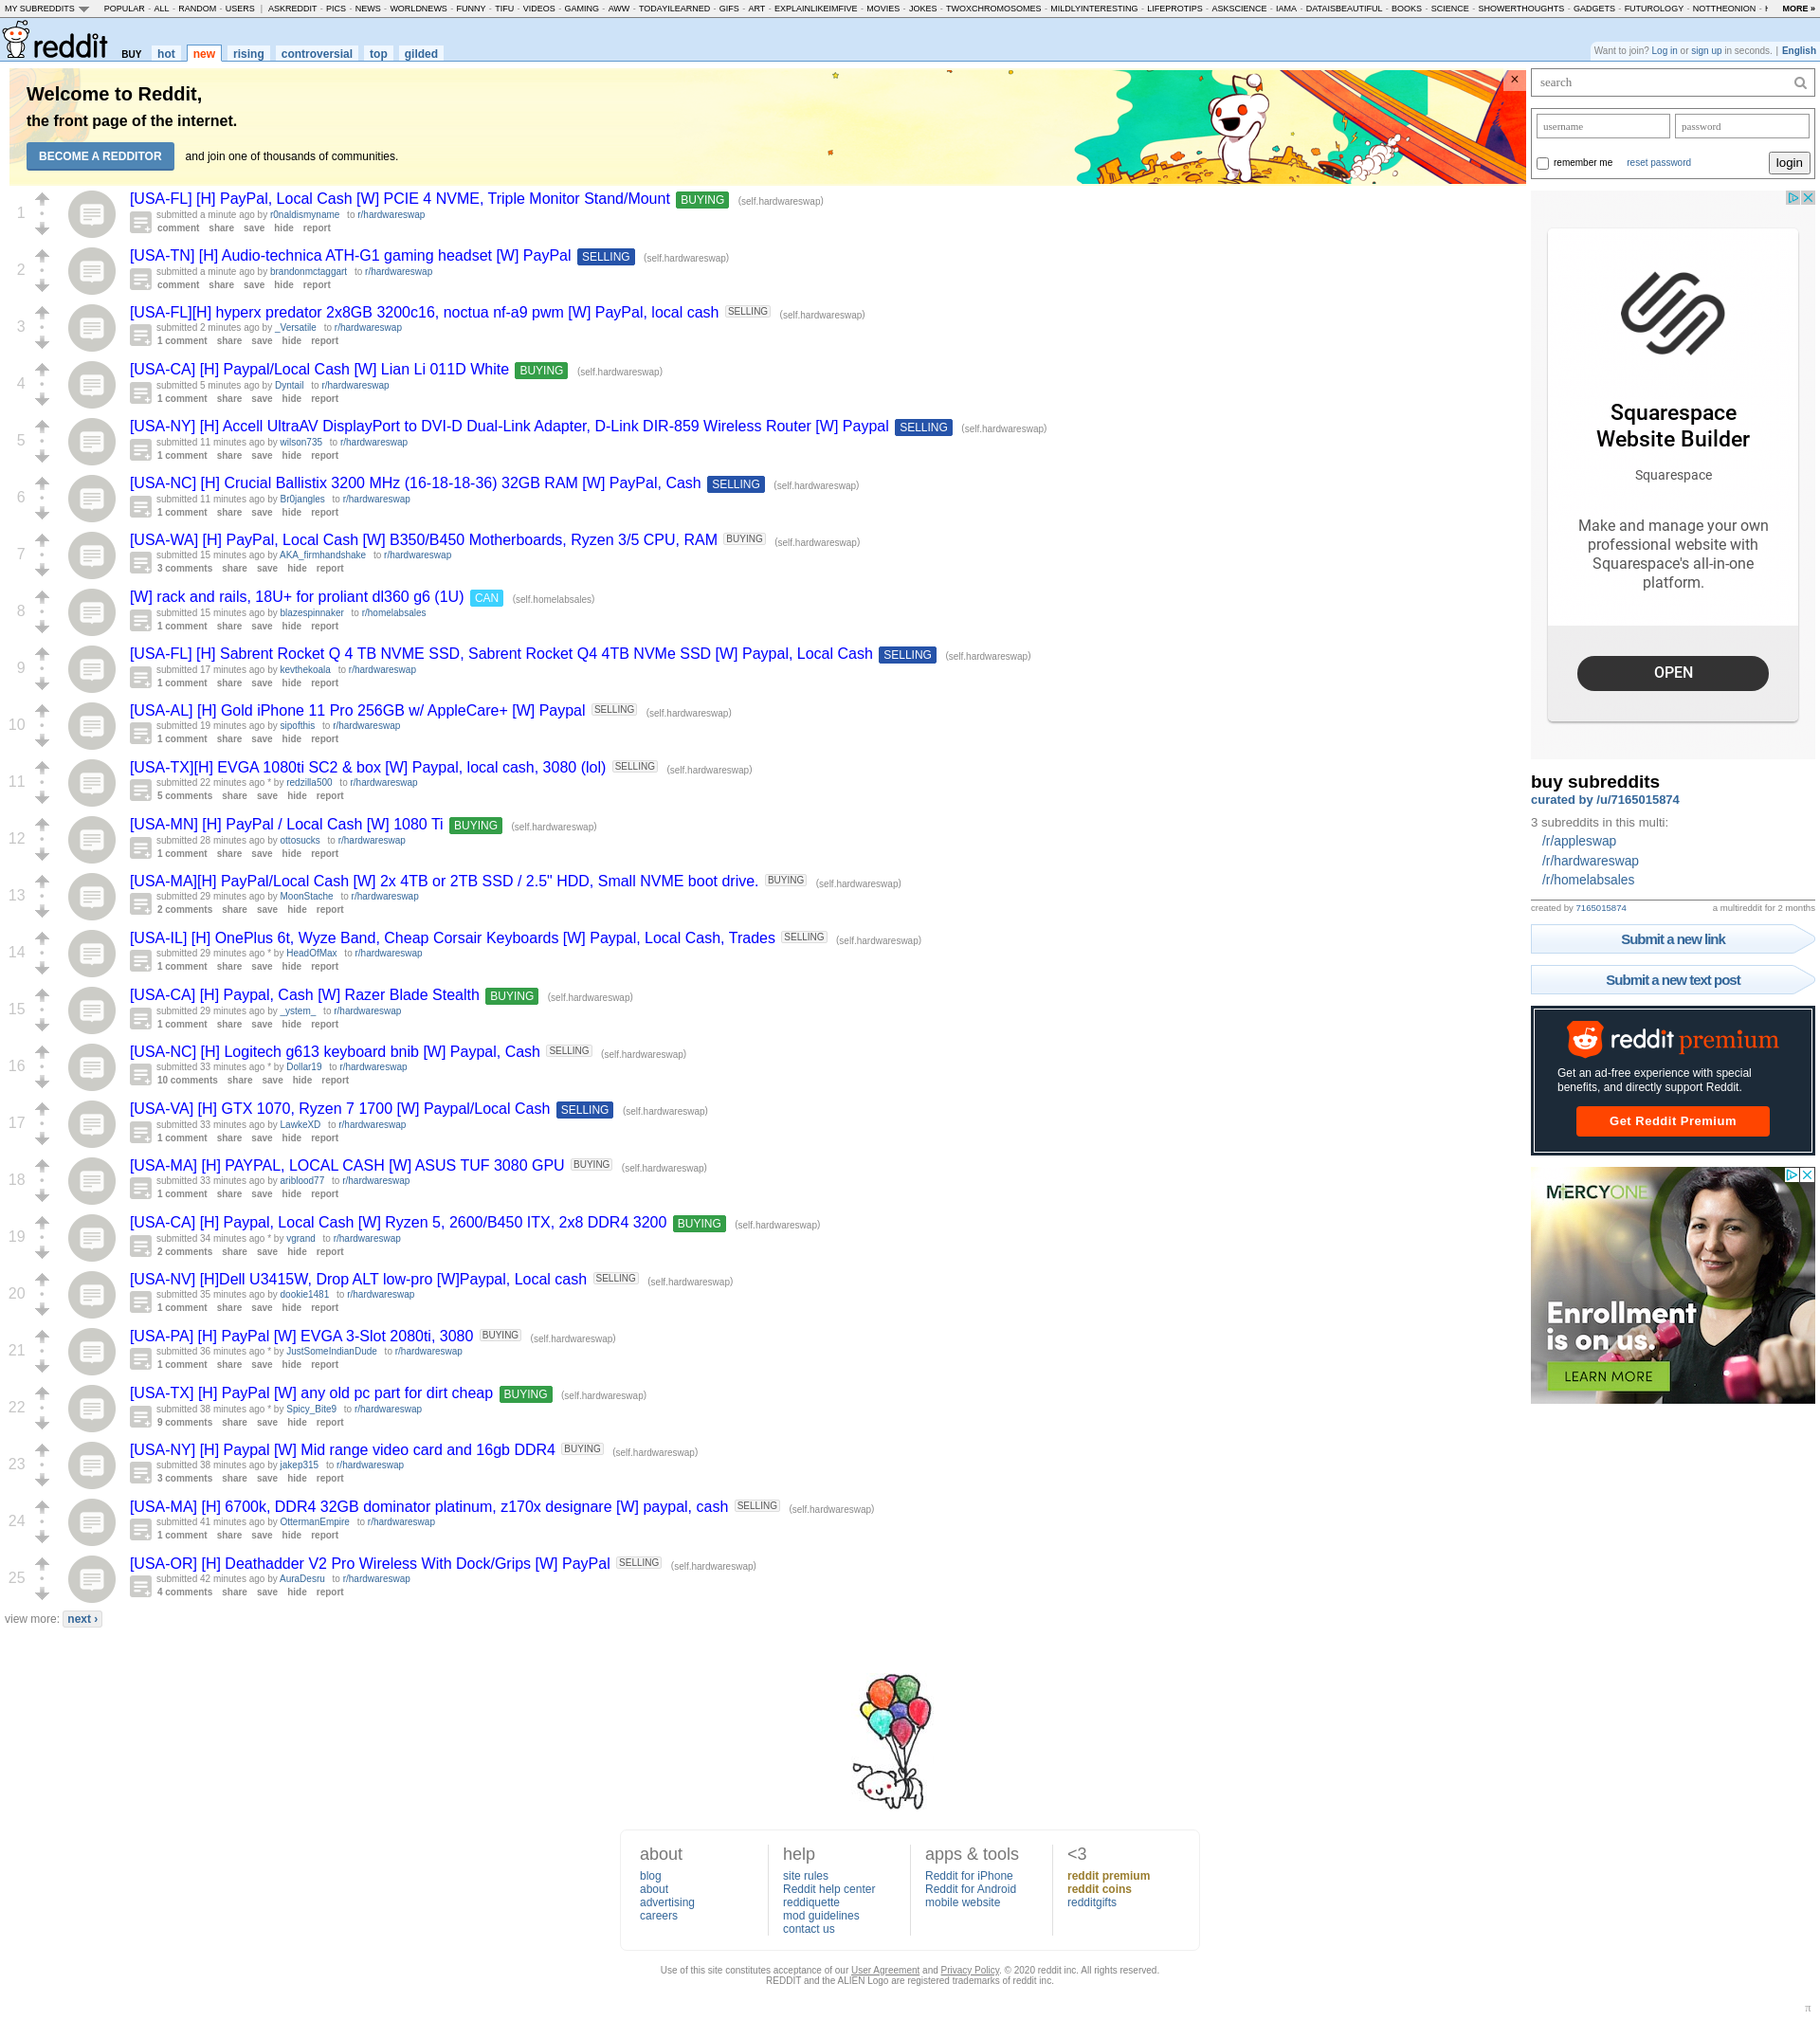 MY SUBREDDITS POPULAR - ALL - RANDOM - USERS | ASKREDDIT - PICS - NEWS - WORLDNEWS - FUNNY - TIFU - VIDEOS - GAMING - AWW - TODAYILEARNED - GIFS - ART - EXPLAINLIKEIMFIVE - MOVIES - JOKES - TWOXCHROMOSOMES - MILDLYINTERESTING - LIFEPROTIPS - ASKSCIENCE - IAMA - DATAISBEAUTIFUL - BOOKS - SCIENCE - SHOWERTHOUGHTS - GADGETS - FUTUROLOGY - NOTTHEONION - MORE »
reddit BUY hot new rising controversial top gilded
Want to join? Log in or sign up in seconds. | English
Welcome to Reddit,
the front page of the internet.
BECOME A REDDITOR and join one of thousands of communities.
×
1
[USA-FL] [H] PayPal, Local Cash [W] PCIE 4 NVME, Triple Monitor Stand/Mount BUYING (self.hardwareswap)
submitted a minute ago by r0naldismyname to r/hardwareswap
comment share save hide report
2
[USA-TN] [H] Audio-technica ATH-G1 gaming headset [W] PayPal SELLING (self.hardwareswap)
submitted a minute ago by brandonmctaggart to r/hardwareswap
comment share save hide report
3
[USA-FL][H] hyperx predator 2x8GB 3200c16, noctua nf-a9 pwm [W] PayPal, local cash SELLING (self.hardwareswap)
submitted 2 minutes ago by _Versatile to r/hardwareswap
1 comment share save hide report
4
[USA-CA] [H] Paypal/Local Cash [W] Lian Li 011D White BUYING (self.hardwareswap)
submitted 5 minutes ago by Dyntail to r/hardwareswap
1 comment share save hide report
5
[USA-NY] [H] Accell UltraAV DisplayPort to DVI-D Dual-Link Adapter, D-Link DIR-859 Wireless Router [W] Paypal SELLING (self.hardwareswap)
submitted 11 minutes ago by wilson735 to r/hardwareswap
1 comment share save hide report
6
[USA-NC] [H] Crucial Ballistix 3200 MHz (16-18-18-36) 32GB RAM [W] PayPal, Cash SELLING (self.hardwareswap)
submitted 11 minutes ago by Br0jangles to r/hardwareswap
1 comment share save hide report
7
[USA-WA] [H] PayPal, Local Cash [W] B350/B450 Motherboards, Ryzen 3/5 CPU, RAM BUYING (self.hardwareswap)
submitted 15 minutes ago by AKA_firmhandshake to r/hardwareswap
3 comments share save hide report
8
[W] rack and rails, 18U+ for proliant dl360 g6 (1U) CAN (self.homelabsales)
submitted 15 minutes ago by blazespinnaker to r/homelabsales
1 comment share save hide report
9
[USA-FL] [H] Sabrent Rocket Q 4 TB NVME SSD, Sabrent Rocket Q4 4TB NVMe SSD [W] Paypal, Local Cash SELLING (self.hardwareswap)
submitted 17 minutes ago by kevthekoala to r/hardwareswap
1 comment share save hide report
10
[USA-AL] [H] Gold iPhone 11 Pro 256GB w/ AppleCare+ [W] Paypal SELLING (self.hardwareswap)
submitted 19 minutes ago by sipofthis to r/hardwareswap
1 comment share save hide report
11
[USA-TX][H] EVGA 1080ti SC2 & box [W] Paypal, local cash, 3080 (lol) SELLING (self.hardwareswap)
submitted 22 minutes ago * by redzilla500 to r/hardwareswap
5 comments share save hide report
12
[USA-MN] [H] PayPal / Local Cash [W] 1080 Ti BUYING (self.hardwareswap)
submitted 28 minutes ago by ottosucks to r/hardwareswap
1 comment share save hide report
13
[USA-MA][H] PayPal/Local Cash [W] 2x 4TB or 2TB SSD / 2.5" HDD, Small NVME boot drive. BUYING (self.hardwareswap)
submitted 29 minutes ago by MoonStache to r/hardwareswap
2 comments share save hide report
14
[USA-IL] [H] OnePlus 6t, Wyze Band, Cheap Corsair Keyboards [W] Paypal, Local Cash, Trades SELLING (self.hardwareswap)
submitted 29 minutes ago * by HeadOfMax to r/hardwareswap
1 comment share save hide report
15
[USA-CA] [H] Paypal, Cash [W] Razer Blade Stealth BUYING (self.hardwareswap)
submitted 29 minutes ago by _ystem_ to r/hardwareswap
1 comment share save hide report
16
[USA-NC] [H] Logitech g613 keyboard bnib [W] Paypal, Cash SELLING (self.hardwareswap)
submitted 33 minutes ago * by Dollar19 to r/hardwareswap
10 comments share save hide report
17
[USA-VA] [H] GTX 1070, Ryzen 7 1700 [W] Paypal/Local Cash SELLING (self.hardwareswap)
submitted 33 minutes ago by LawkeXD to r/hardwareswap
1 comment share save hide report
18
[USA-MA] [H] PAYPAL, LOCAL CASH [W] ASUS TUF 3080 GPU BUYING (self.hardwareswap)
submitted 33 minutes ago by ariblood77 to r/hardwareswap
1 comment share save hide report
19
[USA-CA] [H] Paypal, Local Cash [W] Ryzen 5, 2600/B450 ITX, 2x8 DDR4 3200 BUYING (self.hardwareswap)
submitted 34 minutes ago * by vgrand to r/hardwareswap
2 comments share save hide report
20
[USA-NV] [H]Dell U3415W, Drop ALT low-pro [W]Paypal, Local cash SELLING (self.hardwareswap)
submitted 35 minutes ago by dookie1481 to r/hardwareswap
1 comment share save hide report
21
[USA-PA] [H] PayPal [W] EVGA 3-Slot 2080ti, 3080 BUYING (self.hardwareswap)
submitted 36 minutes ago * by JustSomeIndianDude to r/hardwareswap
1 comment share save hide report
22
[USA-TX] [H] PayPal [W] any old pc part for dirt cheap BUYING (self.hardwareswap)
submitted 38 minutes ago * by Spicy_Bite9 to r/hardwareswap
9 comments share save hide report
23
[USA-NY] [H] Paypal [W] Mid range video card and 16gb DDR4 BUYING (self.hardwareswap)
submitted 38 minutes ago by jakep315 to r/hardwareswap
3 comments share save hide report
24
[USA-MA] [H] 6700k, DDR4 32GB dominator platinum, z170x designare [W] paypal, cash SELLING (self.hardwareswap)
submitted 41 minutes ago by OttermanEmpire to r/hardwareswap
1 comment share save hide report
25
[USA-OR] [H] Deathadder V2 Pro Wireless With Dock/Grips [W] PayPal SELLING (self.hardwareswap)
submitted 42 minutes ago by AuraDesru to r/hardwareswap
4 comments share save hide report
view more: next ›
search
username password
remember me reset password login
Squarespace
Website Builder
Squarespace
Make and manage your own
professional website with
Squarespace's all-in-one
platform.
OPEN
buy subreddits
curated by /u/7165015874
3 subreddits in this multi:
/r/appleswap
/r/hardwareswap
/r/homelabsales
created by 7165015874 a multireddit for 2 months
Submit a new link
Submit a new text post
reddit premium
Get an ad-free experience with special
benefits, and directly support Reddit.
Get Reddit Premium
MERCYONE
Enrollment
is on us.
LEARN MORE
about
blog
about
advertising
careers
help
site rules
Reddit help center
reddiquette
mod guidelines
contact us
apps & tools
Reddit for iPhone
Reddit for Android
mobile website
<3
reddit premium
reddit coins
redditgifts
Use of this site constitutes acceptance of our User Agreement and Privacy Policy. © 2020 reddit inc. All rights reserved.
REDDIT and the ALIEN Logo are registered trademarks of reddit inc.
π